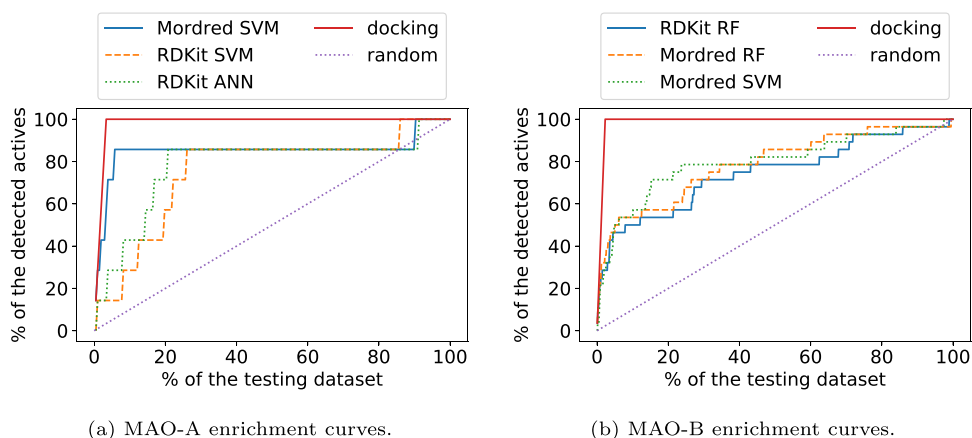 Mordred SVM
RDKit SVM
RDKit ANN
docking
random
% of the detected actives
100
80
60
40
20
0
0 20 40 60 80 100
% of the testing dataset
(a) MAO-A enrichment curves.
RDKit RF
Mordred RF
Mordred SVM
docking
random
% of the detected actives
100
80
60
40
20
0
0 20 40 60 80 100
% of the testing dataset
(b) MAO-B enrichment curves.